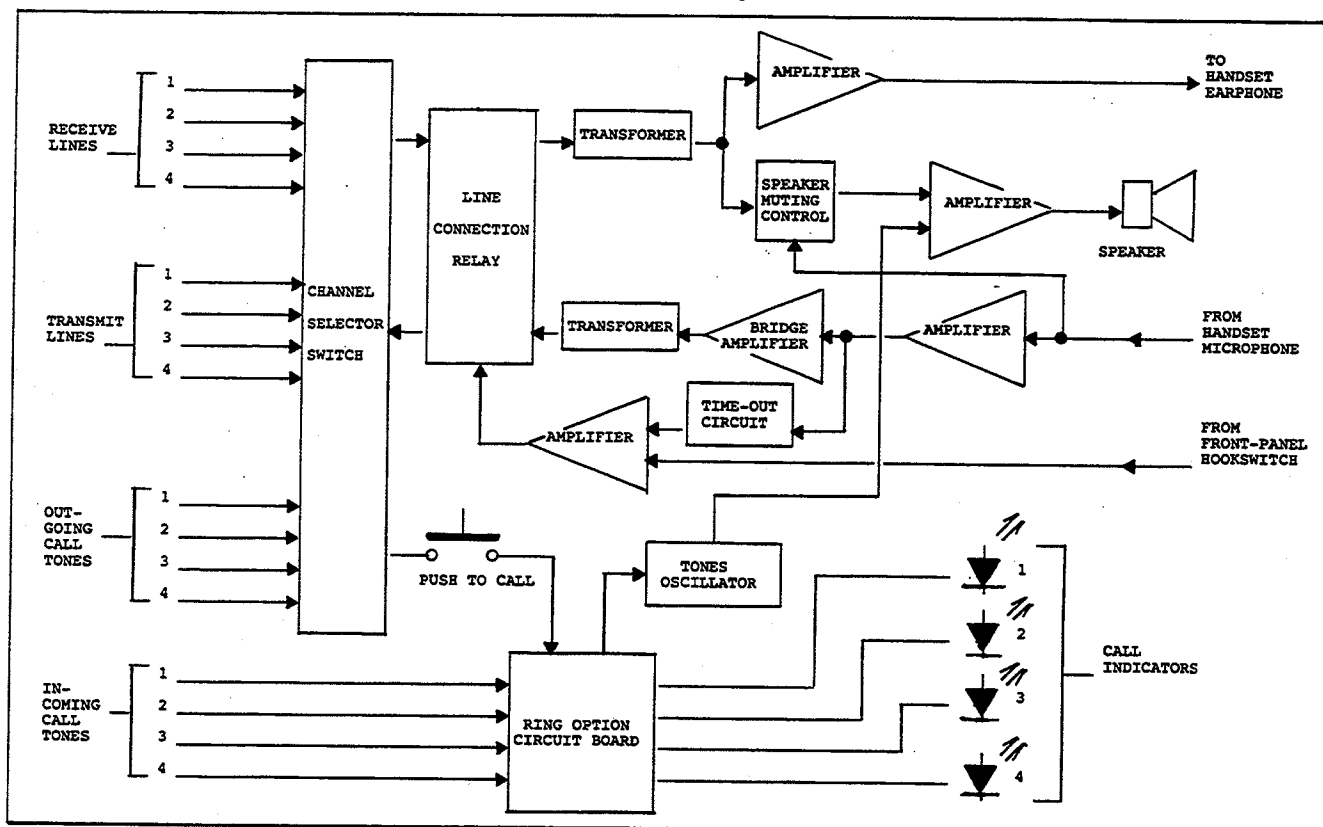 RECEIVE
LINES
1
2
3
4
TRANSMIT
LINES
1
2
3
4
OUT-
GOING
CALL
TONES
1
2
3
4
IN-
COMING
CALL
TONES
1
2
3
4
CHANNEL
SELECTOR
SWITCH
LINE
CONNECTION
RELAY
TRANSFORMER
AMPLIFIER
TO
HANDSET
EARPHONE
SPEAKER
MUTING
CONTROL
AMPLIFIER
SPEAKER
TRANSFORMER
BRIDGE
AMPLIFIER
AMPLIFIER
FROM
HANDSET
MICROPHONE
TIME-OUT
CIRCUIT
AMPLIFIER
FROM
FRONT-PANEL
HOOKSWITCH
PUSH TO CALL
TONES
OSCILLATOR
RING OPTION
CIRCUIT BOARD
1
2
3
4
CALL
INDICATORS